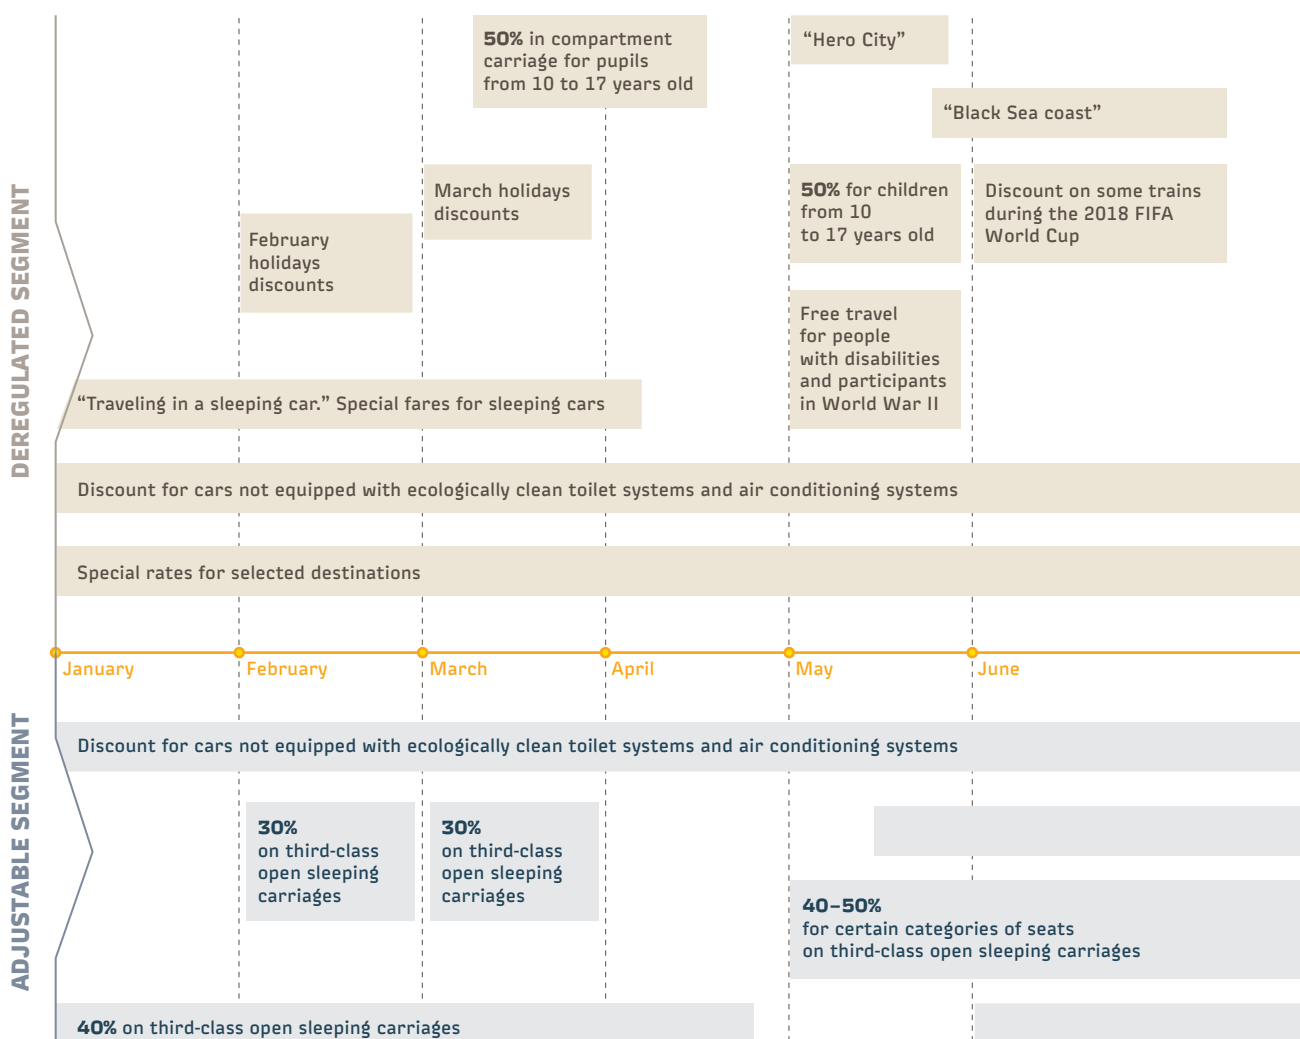 DEREGULATED SEGMENT
50% in compartment
carriage for pupils
from 10 to 17 years old
“Hero City”
“Black Sea coast”
March holidays
discounts
50% for children
from 10
to 17 years old
Discount on some trains
during the 2018 FIFA
World Cup
February
holidays
discounts
Free travel
for people
with disabilities
and participants
in World War II
“Traveling in a sleeping car.” Special fares for sleeping cars
Discount for cars not equipped with ecologically clean toilet systems and air conditioning systems
Special rates for selected destinations
January
February
March
April
May
June
ADJUSTABLE SEGMENT
Discount for cars not equipped with ecologically clean toilet systems and air conditioning systems
30%
on third-class
open sleeping
carriages
30%
on third-class
open sleeping
carriages
40–50%
for certain categories of seats
on third-class open sleeping carriages
40% on third-class open sleeping carriages